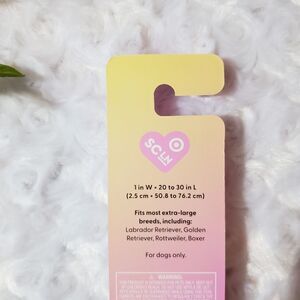 SC
LN
1 in W • 20 to 30 in L
(2.5 cm • 50.8 to 76.2 cm)
Fits most extra-large
breeds, including:
Labrador Retriever, Golden
Retriever, Rottweiler, Boxer
For dogs only.
⚠ WARNING: